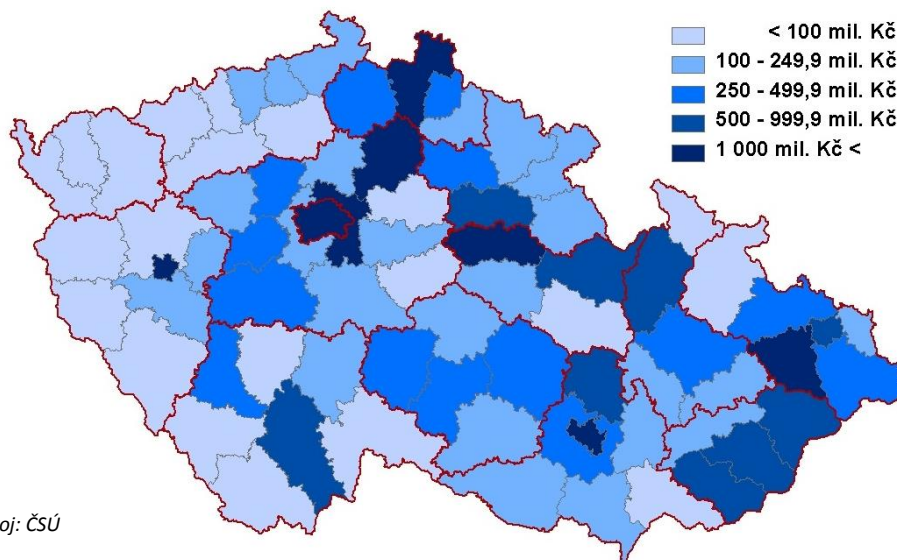 < 100 mil. Kč
100 - 249,9 mil. Kč
250 - 499,9 mil. Kč
500 - 999,9 mil. Kč
1 000 mil. Kč <
oj: ČSÚ